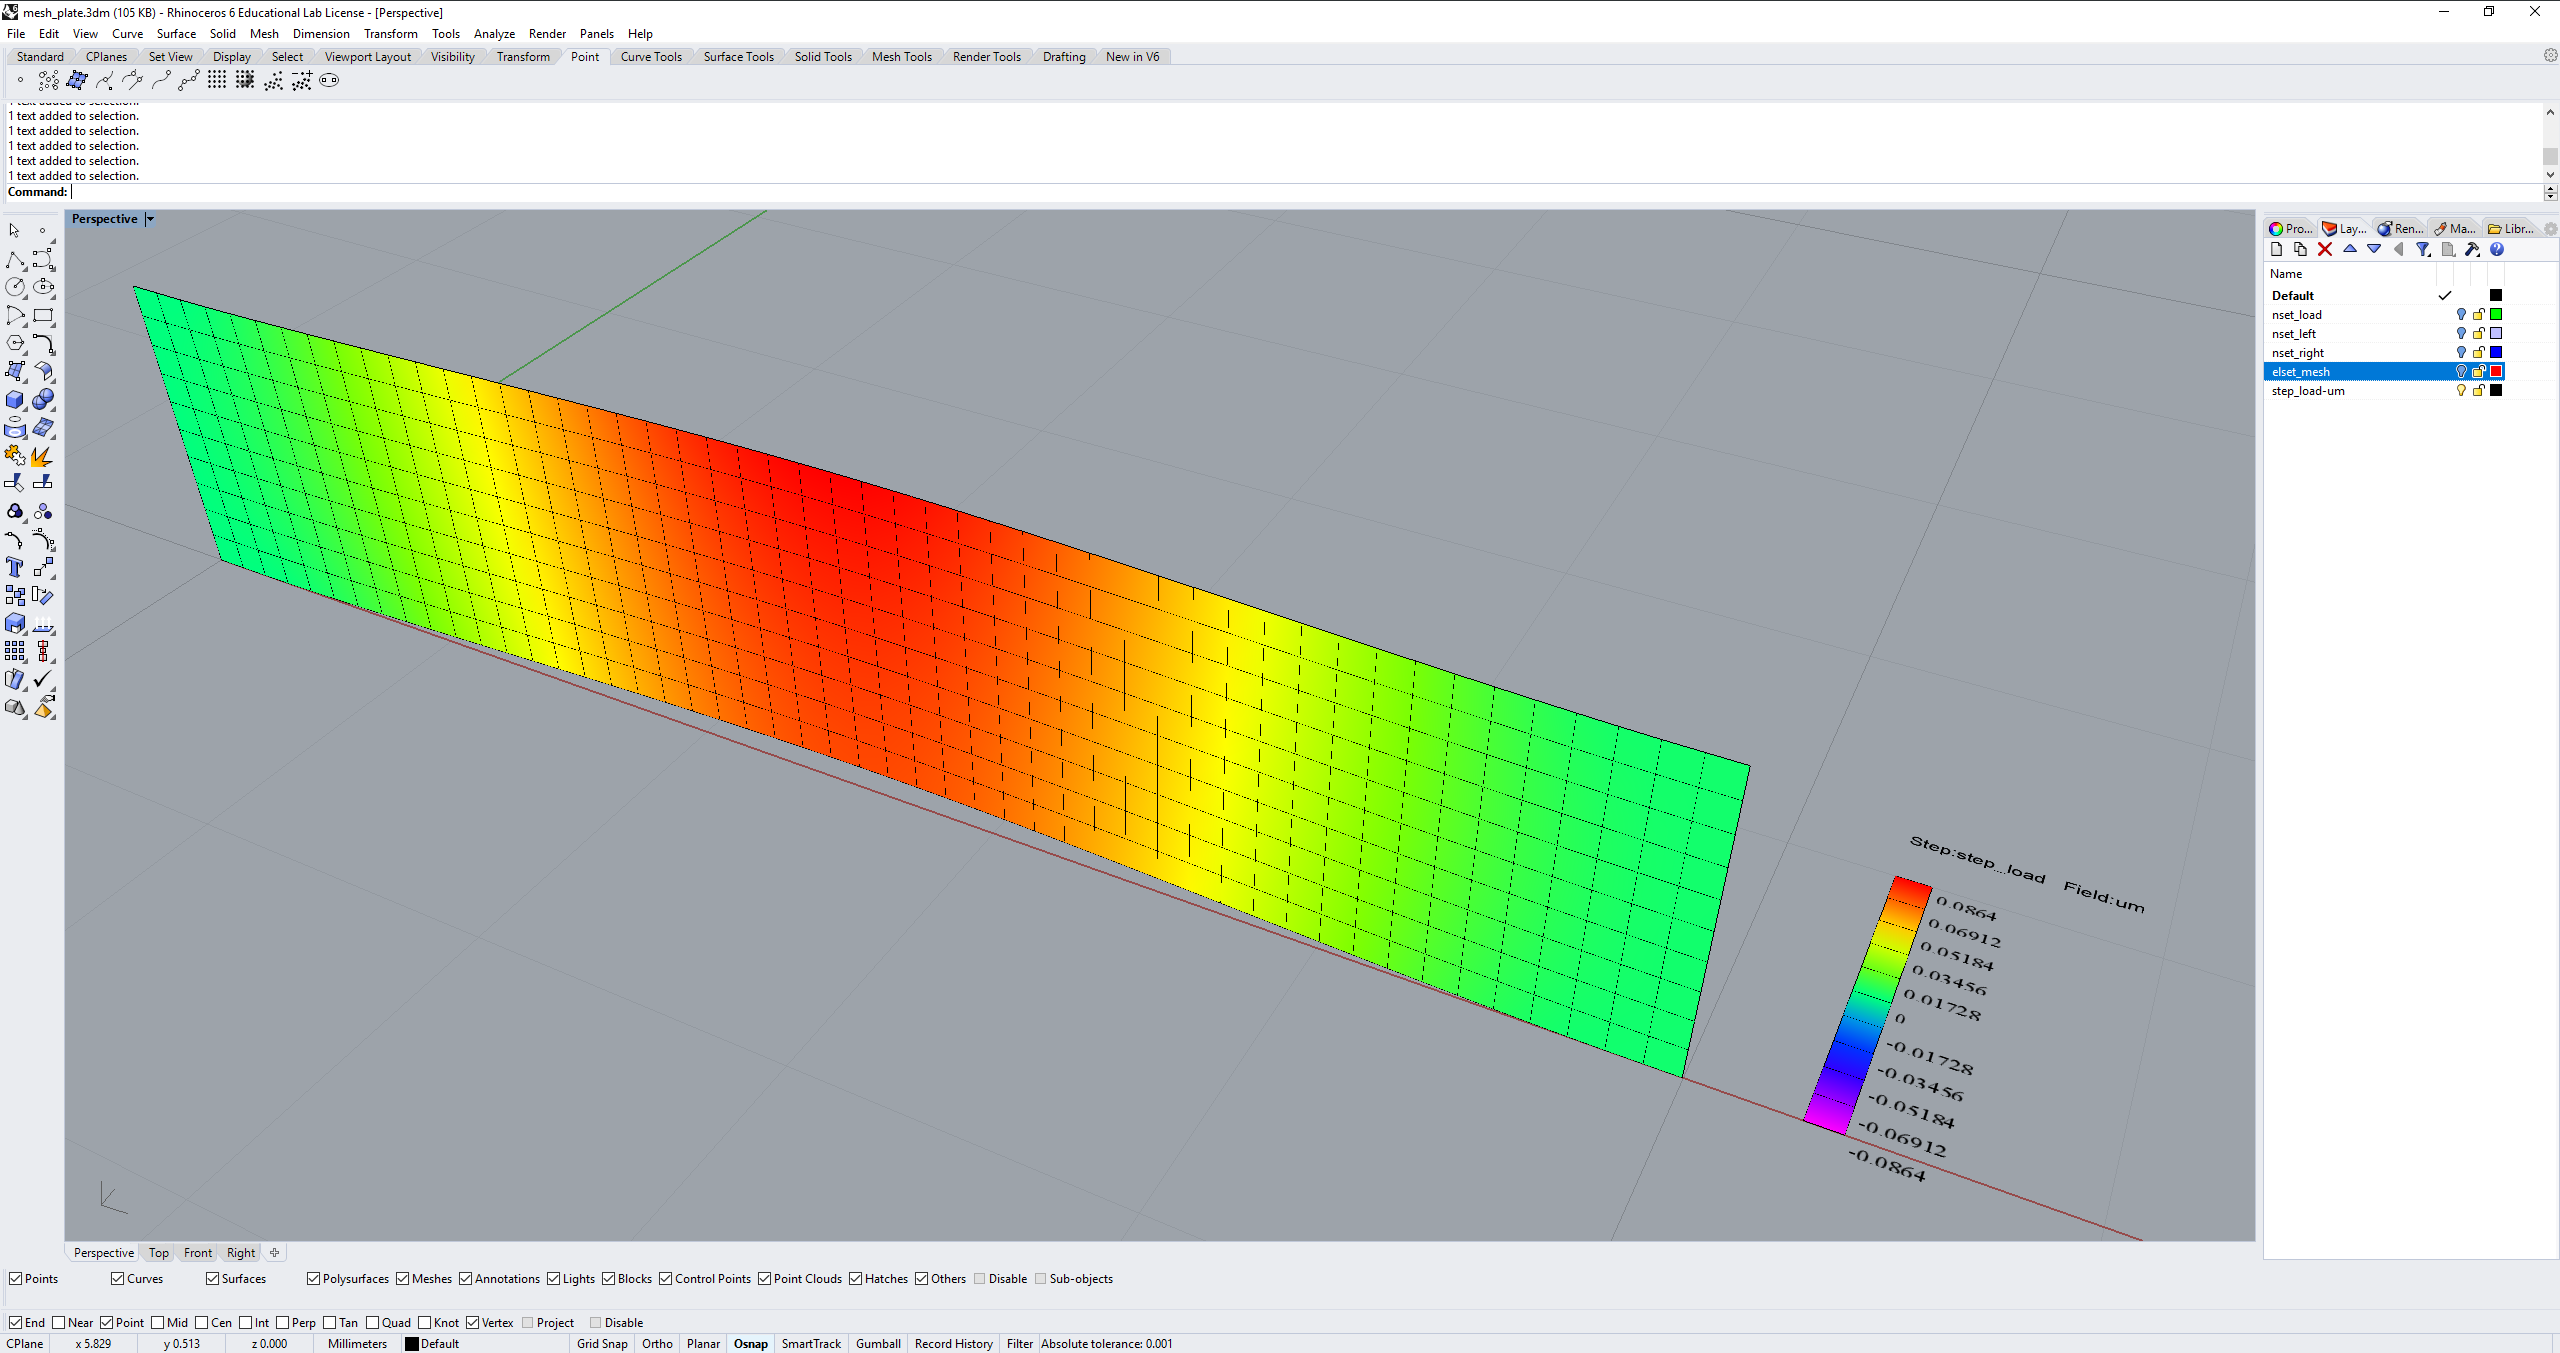 mesh_plate.3dm (105 KB) - Rhinoceros 6 Educational Lab License - [Perspective]
File Edit View Curve Surface Solid Mesh Dimension Transform Tools Analyze Render Panels Help
Standard CPlanes Set View Display Select Viewport Layout Visibility Transform Point Curve Tools Surface Tools Solid Tools Mesh Tools Render Tools Drafting New in V6
1 text added to selection.
1 text added to selection.
1 text added to selection.
1 text added to selection.
1 text added to selection.
1 text added to selection.
Command:
Perspective
Pro... Lay... Ren... Ma... Libr...
Name
Default
nset_load
nset_left
nset_right
elset_mesh
step_load-um
Step:step_load Field:um
0.0864
0.06912
0.05184
0.03456
0.01728
0
-0.01728
-0.03456
-0.05184
-0.06912
-0.0864
Perspective Top Front Right
Points Curves Surfaces Polysurfaces Meshes Annotations Lights Blocks Control Points Point Clouds Hatches Others Disable Sub-objects
End Near Point Mid Cen Int Perp Tan Quad Knot Vertex Project Disable
CPlane x 5.829 y 0.513 z 0.000 Millimeters Default Grid Snap Ortho Planar Osnap SmartTrack Gumball Record History Filter Absolute tolerance: 0.001